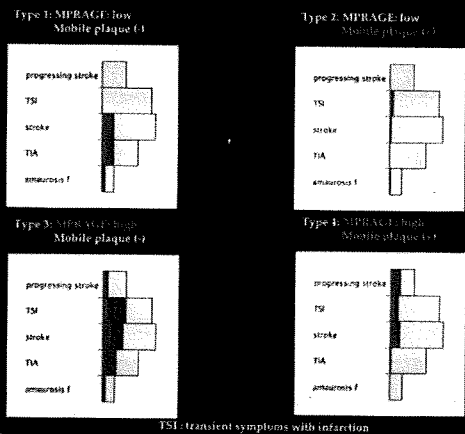 Type 1: MPRAGE: low
Mobile plaque (-)
progressing stroke
TSI
stroke
TIA
amaurosis f
Type 2: MPRAGE: low
Mobile plaque (+)
progressing stroke
TSI
stroke
TIA
amaurosis f
Type 3: MPRAGE: high
Mobile plaque (-)
progressing stroke
TSI
stroke
TIA
amaurosis f
Type 4: MPRAGE: high
Mobile plaque (+)
progressing stroke
TSI
stroke
TIA
amaurosis f
TSI : transient symptoms with infarction